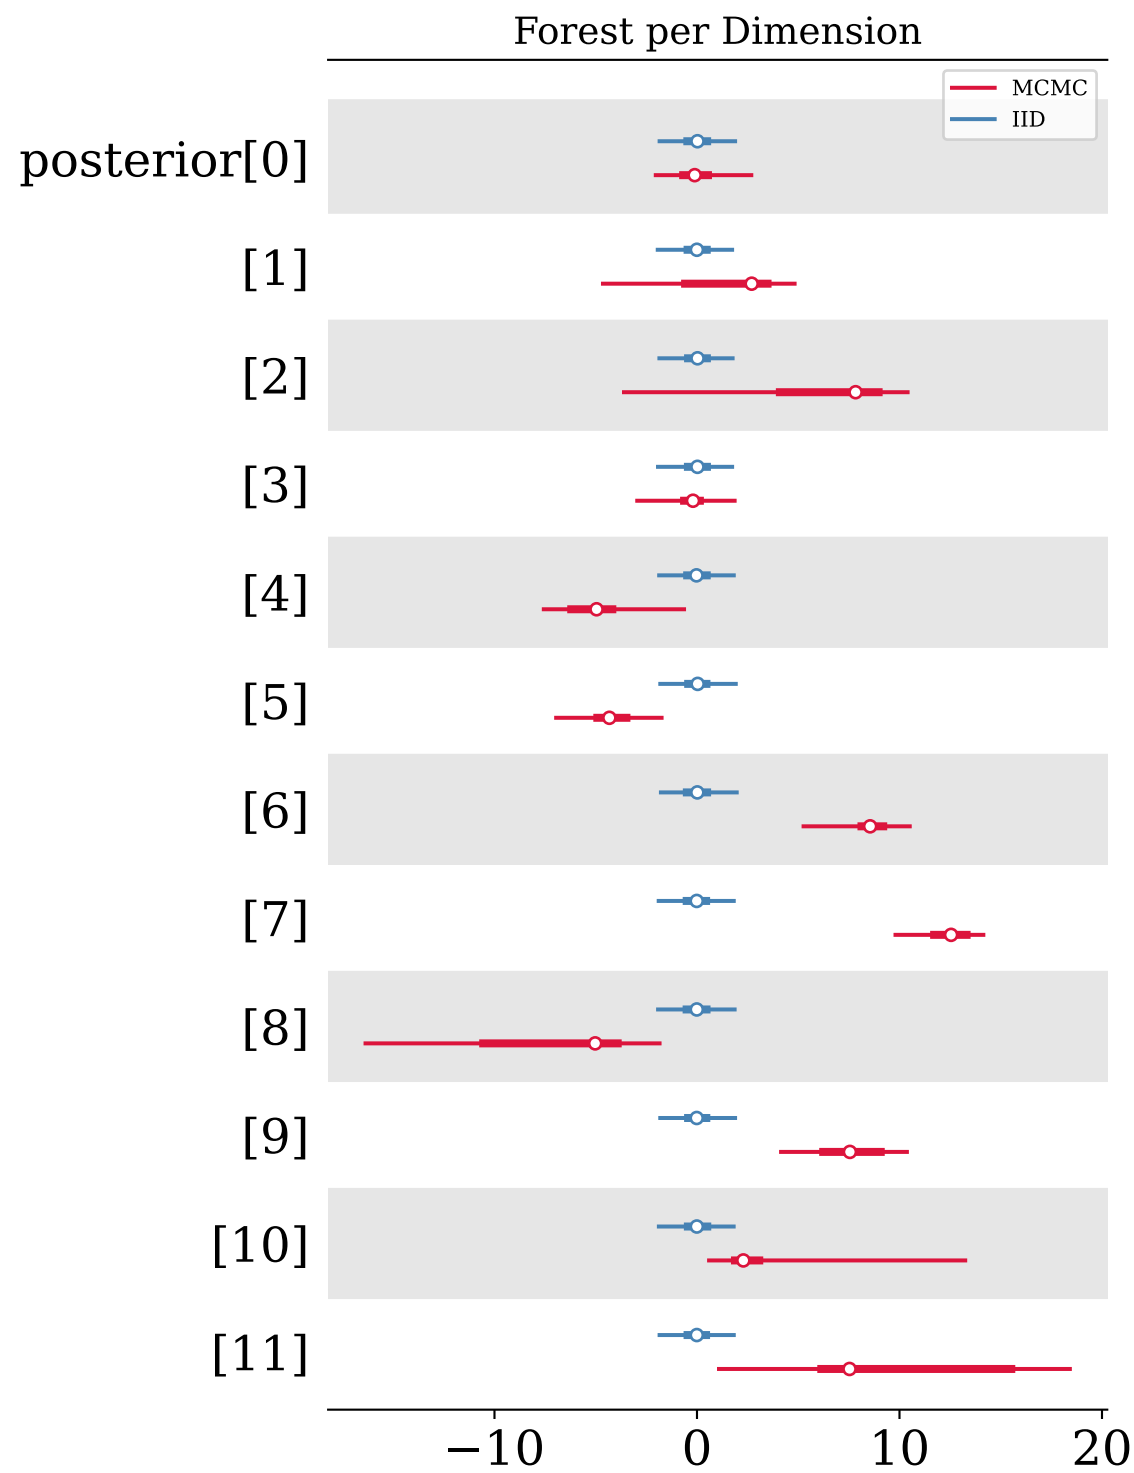 Forest per Dimension
MCMC
IID
posterior[0]
[1]
[2]
[3]
[4]
[5]
[6]
[7]
[8]
[9]
[10]
[11]
−10 0 10 20